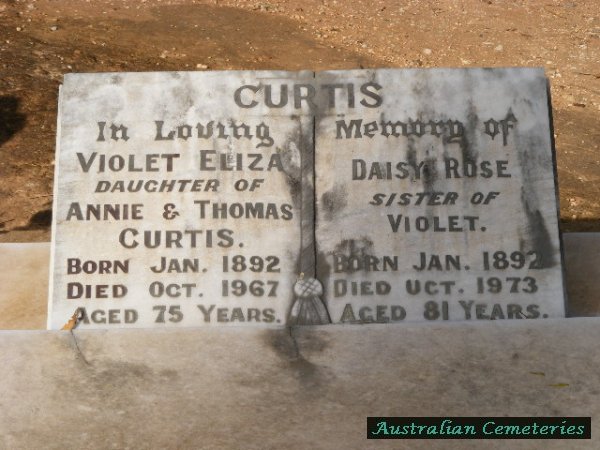 CURTIS
In Loving Memory of
VIOLET ELIZA
DAUGHTER OF
ANNIE & THOMAS
CURTIS.
BORN JAN. 1892
DIED OCT. 1967
AGED 75 YEARS.
DAISY ROSE
SISTER OF
VIOLET.
BORN JAN. 1892
DIED OCT. 1973
AGED 81 YEARS.
Australian Cemeteries